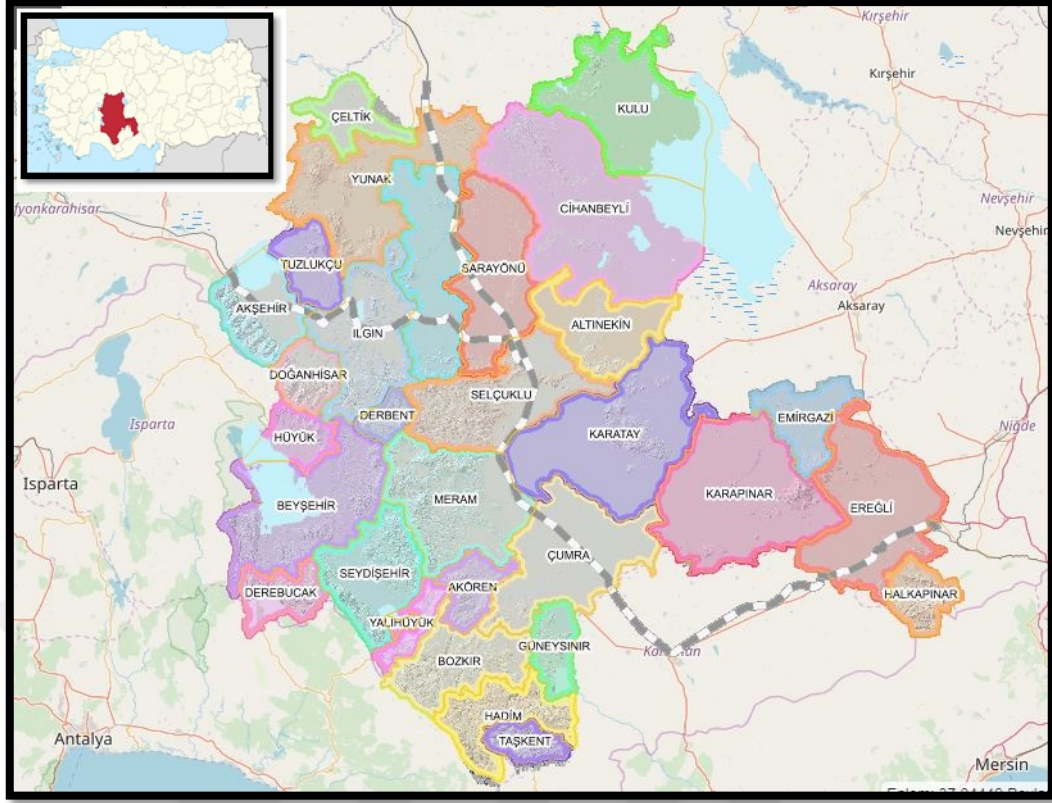 Kırşehir
Kırşehir
KULU
ÇELTİK
YUNAK
CİHANBEYLİ
Nevşehir
Nevşehir
fyonkarahisar
TUZLUKÇU
SARAYÖNÜ
Aksaray
Aksaray
AKŞEHİR
ILGIN
ALTINEKİN
DOĞANHİSAR
SELÇUKLU
DERBENT
EMİRGAZİ
Isparta
HÜYÜK
KARATAY
Niğde
Isparta
KARAPINAR
BEYŞEHİR
MERAM
EREĞLİ
ÇUMRA
SEYDİŞEHİR
AKÖREN
DEREBUCAK
HALKAPINAR
YALIHÜYÜK
GÜNEYSINIR
BOZKIR
HADİM
TAŞKENT
Antalya
Mersin